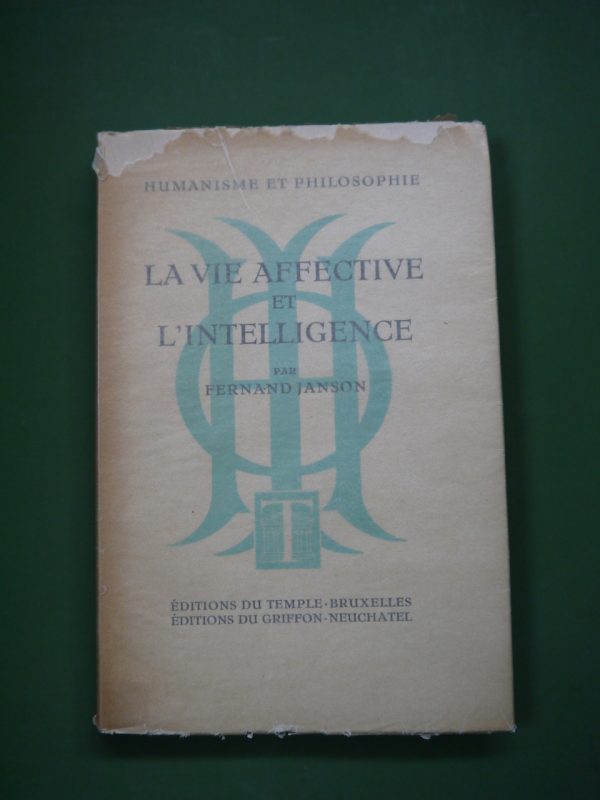 HUMANISME ET PHILOSOPHIE
LA VIE AFFECTIVE
ET
L'INTELLIGENCE
PAR
FERNAND JANSON
T
ÉDITIONS DU TEMPLE·BRUXELLES
ÉDITIONS DU GRIFFON·NEUCHATEL